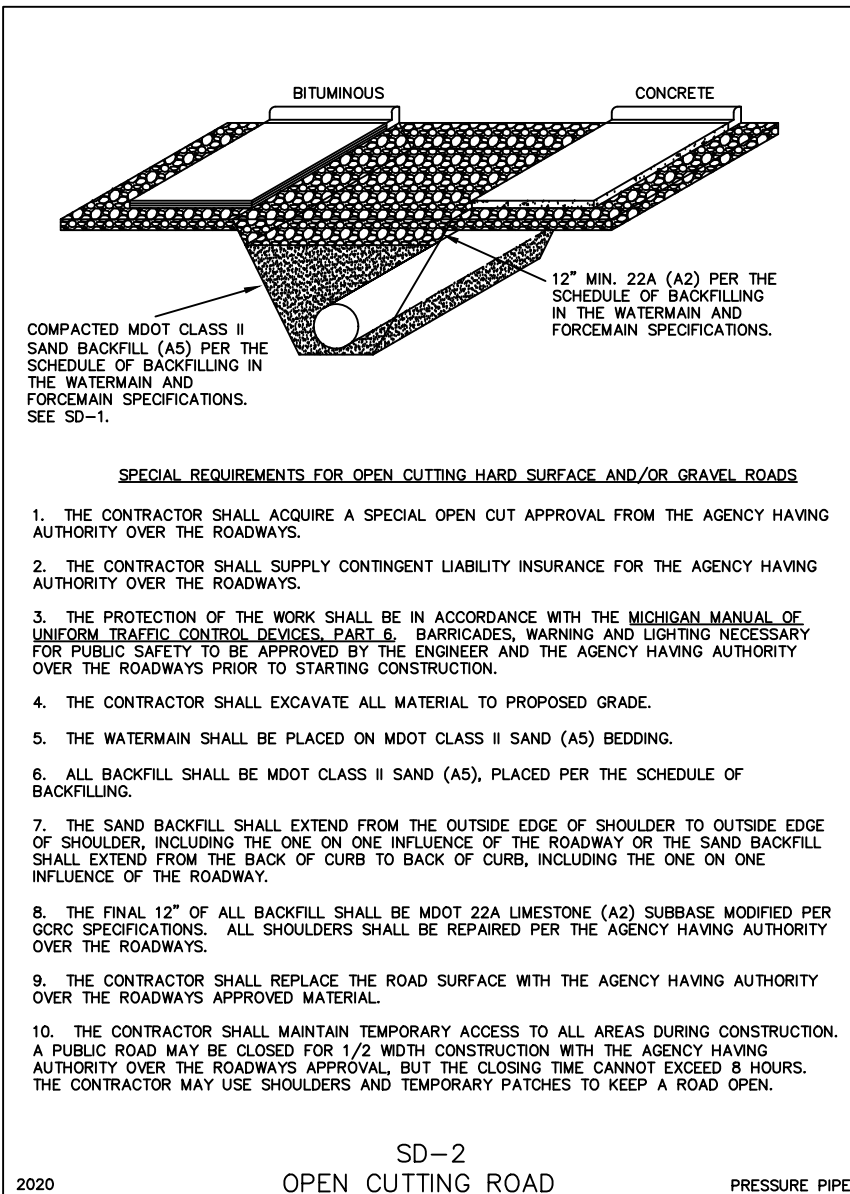 BITUMINOUS
CONCRETE
12" MIN. 22A (A2) PER THE
SCHEDULE OF BACKFILLING
IN THE WATERMAIN AND
FORCEMAIN SPECIFICATIONS.
COMPACTED MDOT CLASS II
SAND BACKFILL (A5) PER THE
SCHEDULE OF BACKFILLING IN
THE WATERMAIN AND
FORCEMAIN SPECIFICATIONS.
SEE SD-1.
SPECIAL REQUIREMENTS FOR OPEN CUTTING HARD SURFACE AND/OR GRAVEL ROADS
1. THE CONTRACTOR SHALL ACQUIRE A SPECIAL OPEN CUT APPROVAL FROM THE AGENCY HAVING
AUTHORITY OVER THE ROADWAYS.
2. THE CONTRACTOR SHALL SUPPLY CONTINGENT LIABILITY INSURANCE FOR THE AGENCY HAVING
AUTHORITY OVER THE ROADWAYS.
3. THE PROTECTION OF THE WORK SHALL BE IN ACCORDANCE WITH THE MICHIGAN MANUAL OF
UNIFORM TRAFFIC CONTROL DEVICES, PART 6. BARRICADES, WARNING AND LIGHTING NECESSARY
FOR PUBLIC SAFETY TO BE APPROVED BY THE ENGINEER AND THE AGENCY HAVING AUTHORITY
OVER THE ROADWAYS PRIOR TO STARTING CONSTRUCTION.
4. THE CONTRACTOR SHALL EXCAVATE ALL MATERIAL TO PROPOSED GRADE.
5. THE WATERMAIN SHALL BE PLACED ON MDOT CLASS II SAND (A5) BEDDING.
6. ALL BACKFILL SHALL BE MDOT CLASS II SAND (A5), PLACED PER THE SCHEDULE OF
BACKFILLING.
7. THE SAND BACKFILL SHALL EXTEND FROM THE OUTSIDE EDGE OF SHOULDER TO OUTSIDE EDGE
OF SHOULDER, INCLUDING THE ONE ON ONE INFLUENCE OF THE ROADWAY OR THE SAND BACKFILL
SHALL EXTEND FROM THE BACK OF CURB TO BACK OF CURB, INCLUDING THE ONE ON ONE
INFLUENCE OF THE ROADWAY.
8. THE FINAL 12" OF ALL BACKFILL SHALL BE MDOT 22A LIMESTONE (A2) SUBBASE MODIFIED PER
GCRC SPECIFICATIONS. ALL SHOULDERS SHALL BE REPAIRED PER THE AGENCY HAVING AUTHORITY
OVER THE ROADWAYS.
9. THE CONTRACTOR SHALL REPLACE THE ROAD SURFACE WITH THE AGENCY HAVING AUTHORITY
OVER THE ROADWAYS APPROVED MATERIAL.
10. THE CONTRACTOR SHALL MAINTAIN TEMPORARY ACCESS TO ALL AREAS DURING CONSTRUCTION.
A PUBLIC ROAD MAY BE CLOSED FOR 1/2 WIDTH CONSTRUCTION WITH THE AGENCY HAVING
AUTHORITY OVER THE ROADWAYS APPROVAL, BUT THE CLOSING TIME CANNOT EXCEED 8 HOURS.
THE CONTRACTOR MAY USE SHOULDERS AND TEMPORARY PATCHES TO KEEP A ROAD OPEN.
SD-2
2020 OPEN CUTTING ROAD PRESSURE PIPE